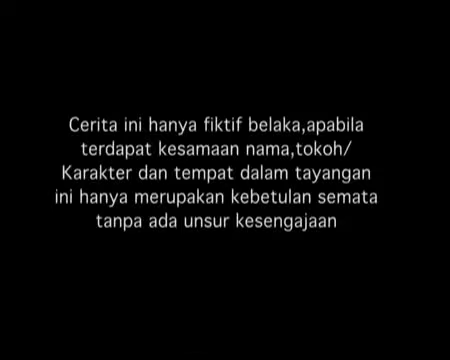 Cerita ini hanya fiktif belaka,apabila
terdapat kesamaan nama,tokoh/
Karakter dan tempat dalam tayangan
ini hanya merupakan kebetulan semata
tanpa ada unsur kesengajaan